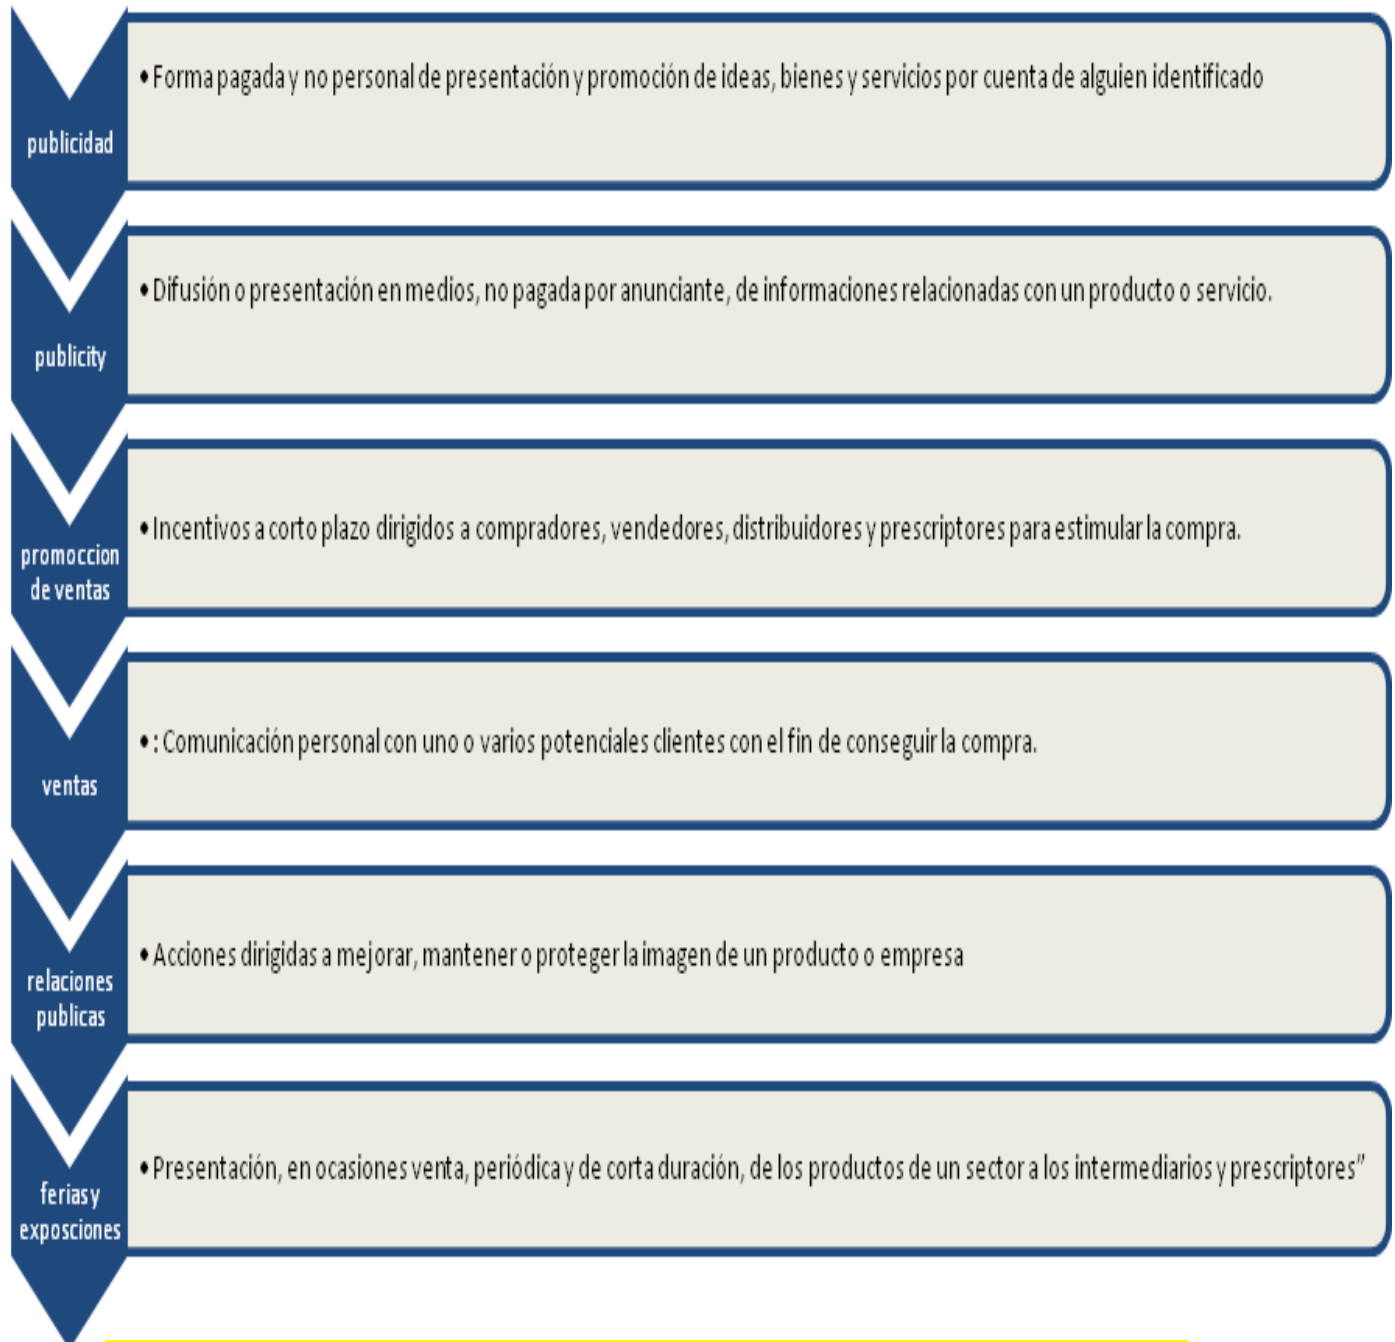 publicidad
• Forma pagada y no personal de presentación y promoción de ideas, bienes y servicios por cuenta de alguien identificado
publicity
• Difusión o presentación en medios, no pagada por anunciante, de informaciones relacionadas con un producto o servicio.
promoccion
de ventas
• Incentivos a corto plazo dirigidos a compradores, vendedores, distribuidores y prescriptores para estimular la compra.
ventas
• : Comunicación personal con uno o varios potenciales clientes con el fin de conseguir la compra.
relaciones
publicas
• Acciones dirigidas a mejorar, mantener o proteger la imagen de un producto o empresa
ferias y
exposciones
• Presentación, en ocasiones venta, periódica y de corta duración, de los productos de un sector a los intermediarios y prescriptores”